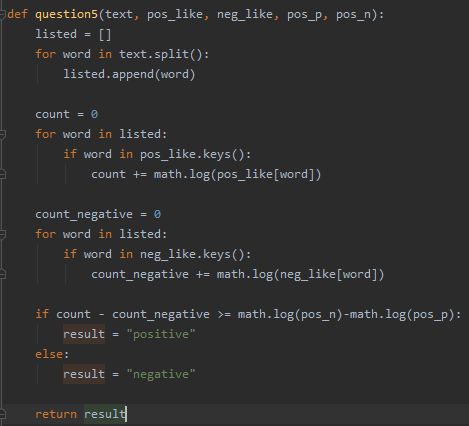 def question5(text, pos_like, neg_like, pos_p, pos_n):
    listed = []
    for word in text.split():
        listed.append(word)

    count = 0
    for word in listed:
        if word in pos_like.keys():
            count += math.log(pos_like[word])

    count_negative = 0
    for word in listed:
        if word in neg_like.keys():
            count_negative += math.log(neg_like[word])

    if count - count_negative >= math.log(pos_n)-math.log(pos_p):
        result = "positive"
    else:
        result = "negative"

    return result